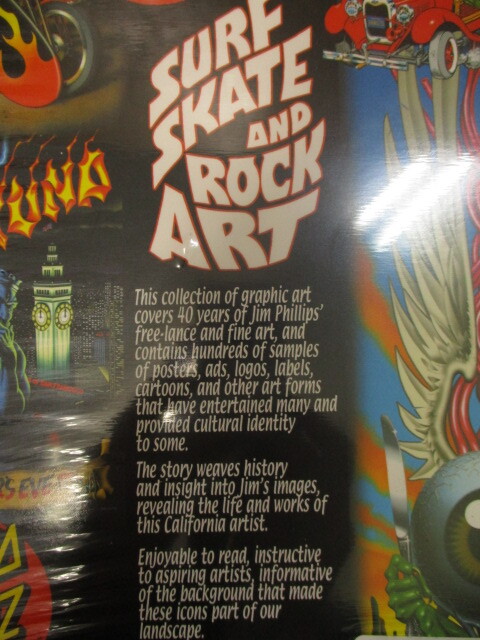 SURF
SKATE
AND
ROCK
ART
This collection of graphic art
covers 40 years of Jim Phillips'
free-lance and fine art, and
contains hundreds of samples
of posters, ads, logos, labels,
cartoons, and other art forms
that have entertained many and
provided cultural identity
to some.
The story weaves history
and insight into Jim's images,
revealing the life and works of
this California artist.
Enjoyable to read, instructive
to aspiring artists, informative
of the background that made
these icons part of our
landscape.